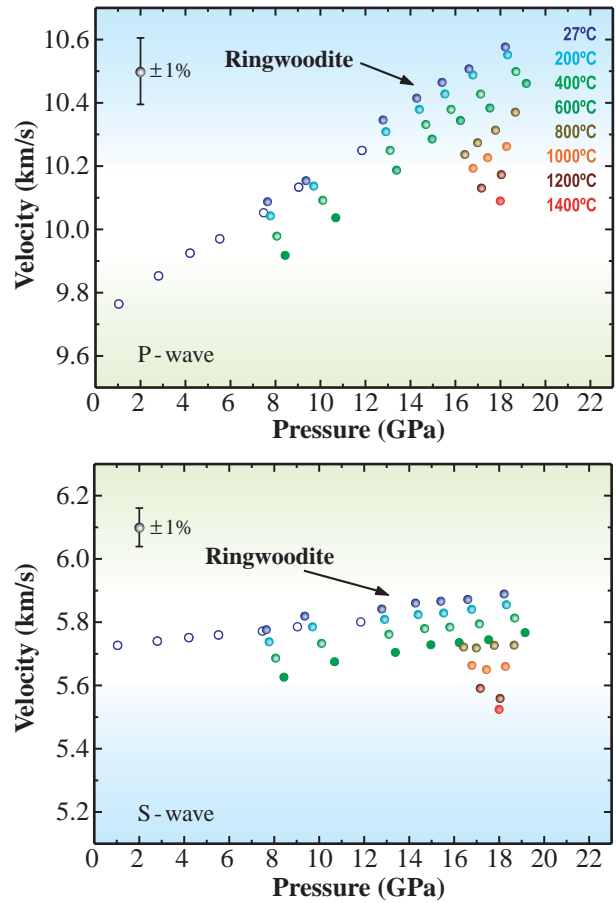 10.6
10.4
10.2
10.0
9.8
9.6
Velocity (km/s)
±1%
Ringwoodite
27ºC
200ºC
400ºC
600ºC
800ºC
1000ºC
1200ºC
1400ºC
P-wave
0 2 4 6 8 10 12 14 16 18 20 22
Pressure (GPa)
6.2
6.0
5.8
5.6
5.4
5.2
Velocity (km/s)
±1%
Ringwoodite
S-wave
0 2 4 6 8 10 12 14 16 18 20 22
Pressure (GPa)